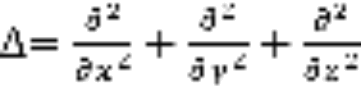 Δ = ∂²/∂x² + ∂²/∂y² + ∂²/∂z²